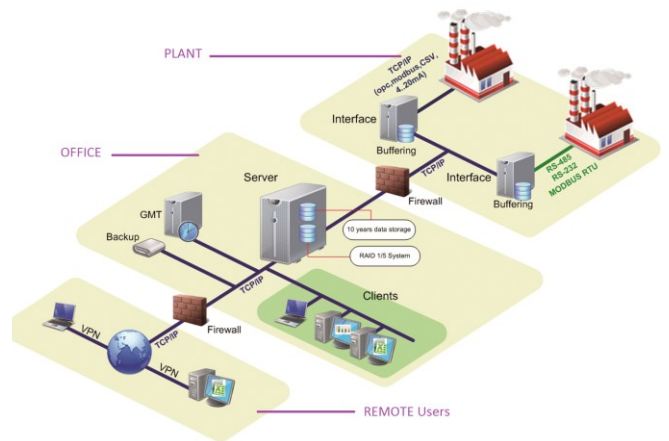 PLANT
TCP/IP
(opc,modbus,CSV,
4..20mA)
Interface
Buffering
TCP/IP
Interface
Buffering
RS-485
RS-232
MODBUS RTU
Firewall
OFFICE
Server
GMT
Backup
10 years data storage
RAID 1/5 System
TCP/IP
Clients
Firewall
TCP/IP
VPN
VPN
REMOTE Users